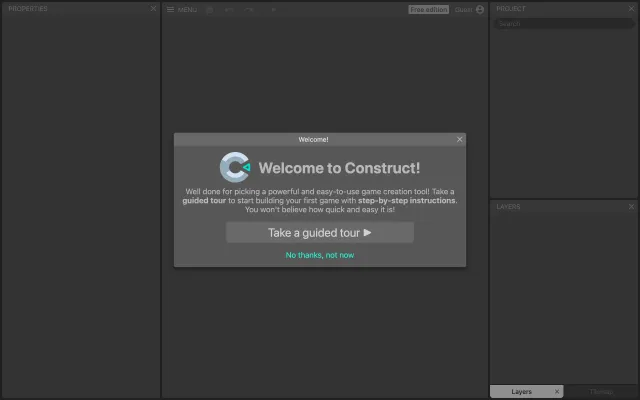 PROPERTIES
MENU
Free edition
Guest
PROJECT
Search
Welcome!
Welcome to Construct!
Well done for picking a powerful and easy-to-use game creation tool! Take a
guided tour to start building your first game with step-by-step instructions.
You won't believe how quick and easy it is!
Take a guided tour
No thanks, not now
LAYERS
Layers
Tilemap